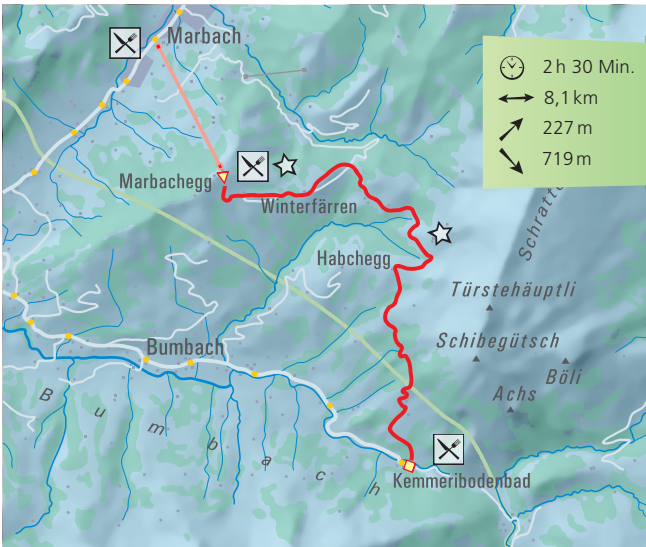 Marbach
2 h 30 Min.
8,1 km
227 m
719 m
Marbachegg
Winterfärren
Schratte
Habchegg
Türstehäuptli
Schibegütsch
Bumbach
Böli
Achs
Bumbach
Kemmeribodenbad